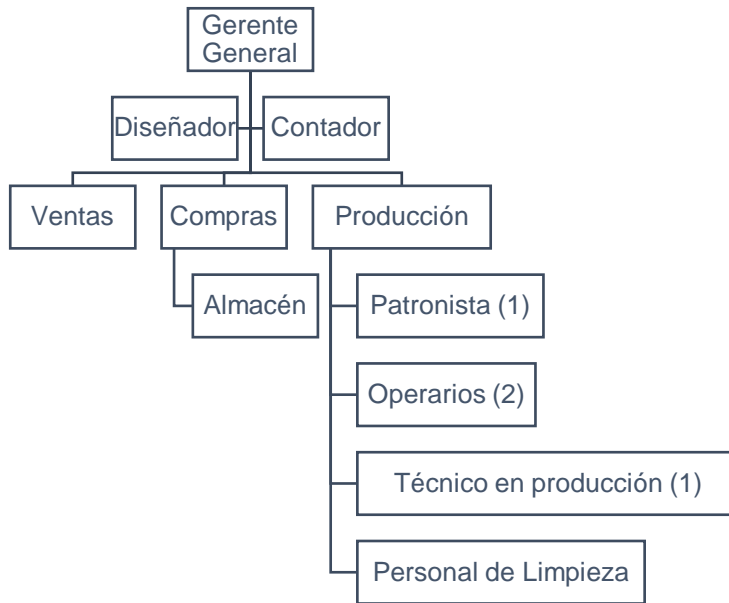 Gerente
General
Diseñador
Contador
Ventas
Compras
Producción
Almacén
Patronista (1)
Operarios (2)
Técnico en producción (1)
Personal de Limpieza